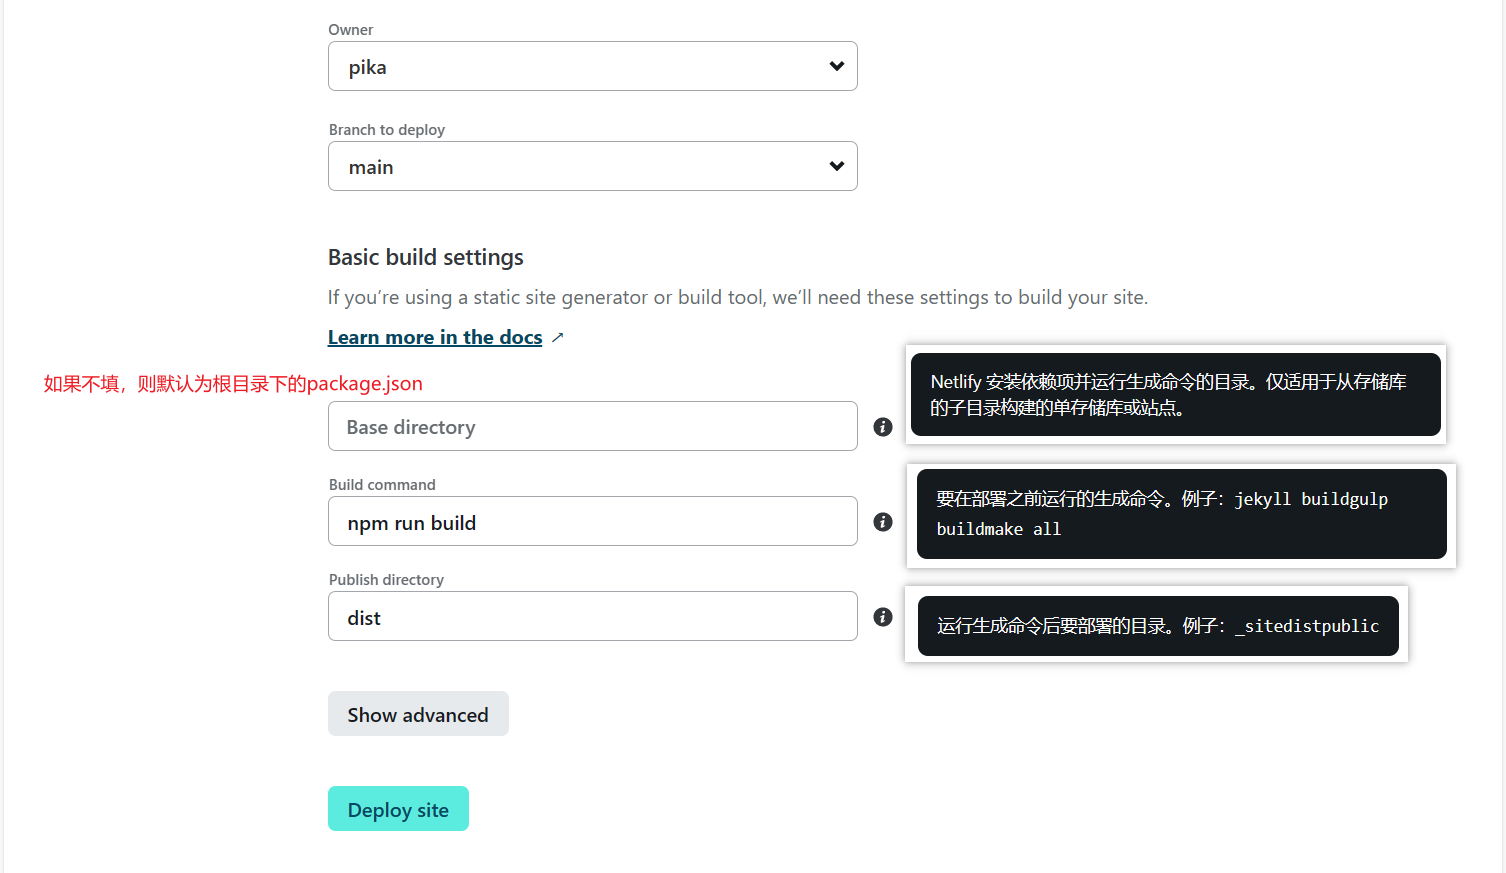 Owner
pika
Branch to deploy
main
Basic build settings
If you’re using a static site generator or build tool, we’ll need these settings to build your site.
Learn more in the docs ↗
如果不填，则默认为根目录下的package.json
Base directory
Netlify 安装依赖项并运行生成命令的目录。仅适用于从存储库
的子目录构建的单存储库或站点。
Build command
npm run build
要在部署之前运行的生成命令。例子：jekyll buildgulp
buildmake all
Publish directory
dist
运行生成命令后要部署的目录。例子：_sitedistpublic
Show advanced
Deploy site